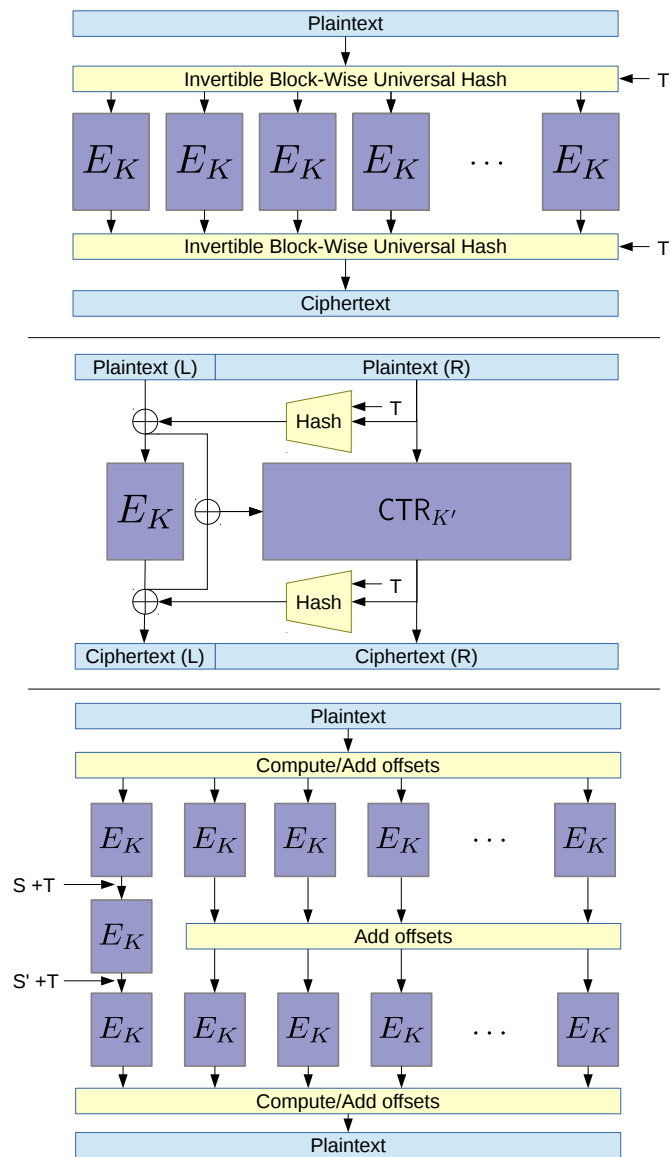 Plaintext
Invertible Block-Wise Universal Hash
T
E_K E_K E_K E_K ... E_K
Invertible Block-Wise Universal Hash
T
Ciphertext
Plaintext (L) Plaintext (R)
T
Hash
E_K CTR_{K'}
T
Hash
Ciphertext (L) Ciphertext (R)
Plaintext
Compute/Add offsets
E_K E_K E_K E_K ... E_K
S +T
E_K
Add offsets
S' +T
E_K E_K E_K E_K ... E_K
Compute/Add offsets
Plaintext